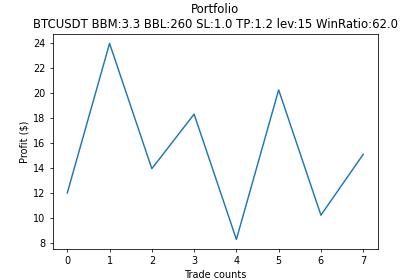 Portfolio
BTCUSDT BBM:3.3 BBL:260 SL:1.0 TP:1.2 lev:15 WinRatio:62.0
24
22
20
18
16
14
12
10
8
Profit ($)
0 1 2 3 4 5 6 7
Trade counts